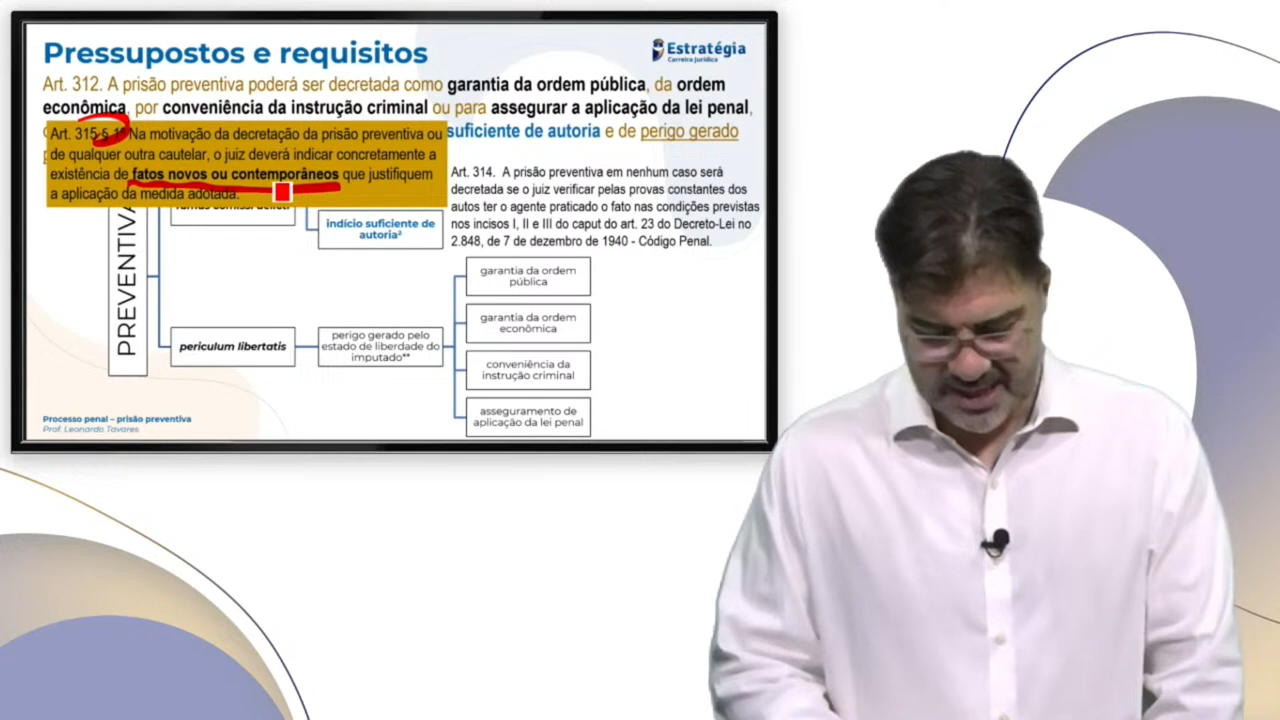 Pressupostos e requisitos
Estratégia
Carreira Jurídica
Art. 312. A prisão preventiva poderá ser decretada como garantia da ordem pública, da ordem
econômica, por conveniência da instrução criminal ou para assegurar a aplicação da lei penal,
suficiente de autoria e de perigo gerado
Art. 315 § 1º Na motivação da decretação da prisão preventiva ou
de qualquer outra cautelar, o juiz deverá indicar concretamente a
existência de fatos novos ou contemporâneos que justifiquem
a aplicação da medida adotada.
Art. 314. A prisão preventiva em nenhum caso será
decretada se o juiz verificar pelas provas constantes dos
autos ter o agente praticado o fato nas condições previstas
nos incisos I, II e III do caput do art. 23 do Decreto-Lei no
2.848, de 7 de dezembro de 1940 - Código Penal.
PREVENTIVA
indício suficiente de
autoria²
periculum libertatis
perigo gerado pelo
estado de liberdade do
imputado**
garantia da ordem
pública
garantia da ordem
econômica
conveniência da
instrução criminal
asseguramento de
aplicação da lei penal
Processo penal – prisão preventiva
Prof. Leonardo Tavares